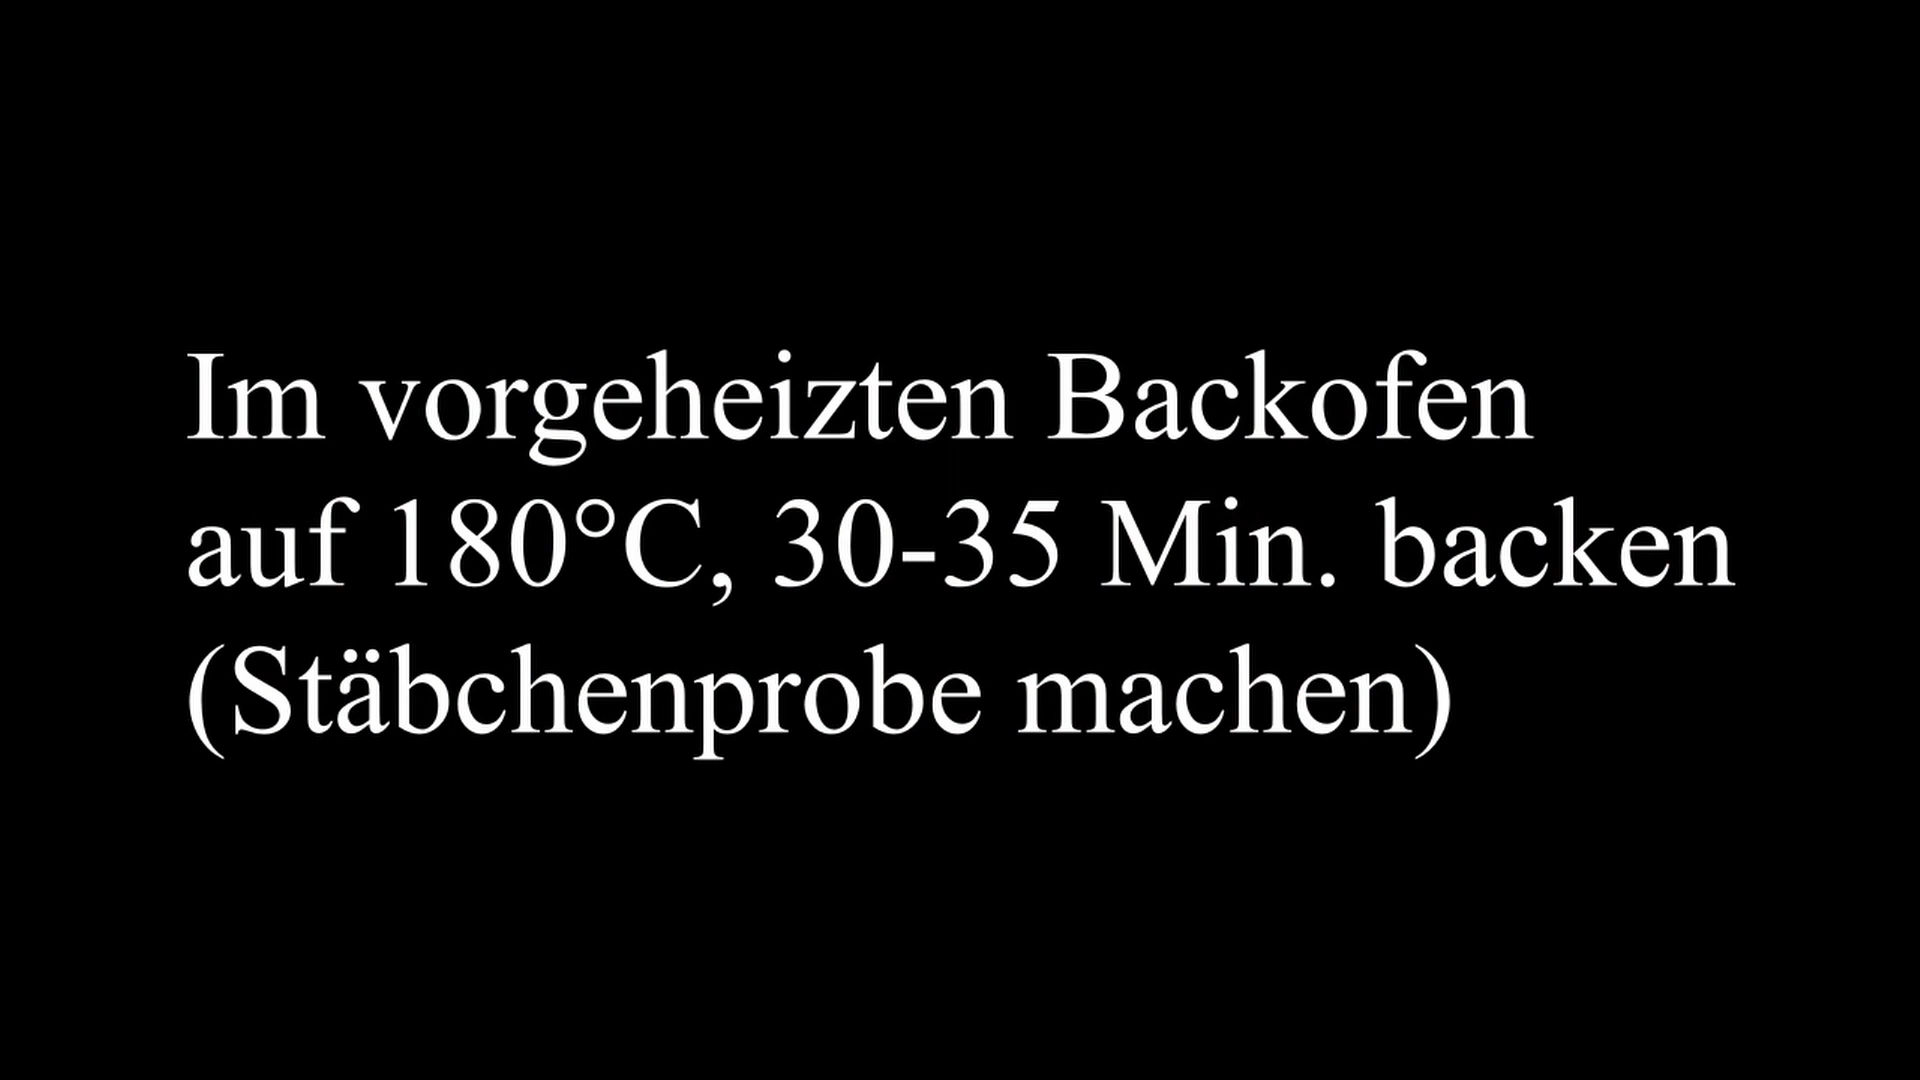 Im vorgeheizten Backofen
auf 180°C, 30-35 Min. backen
(Stäbchenprobe machen)